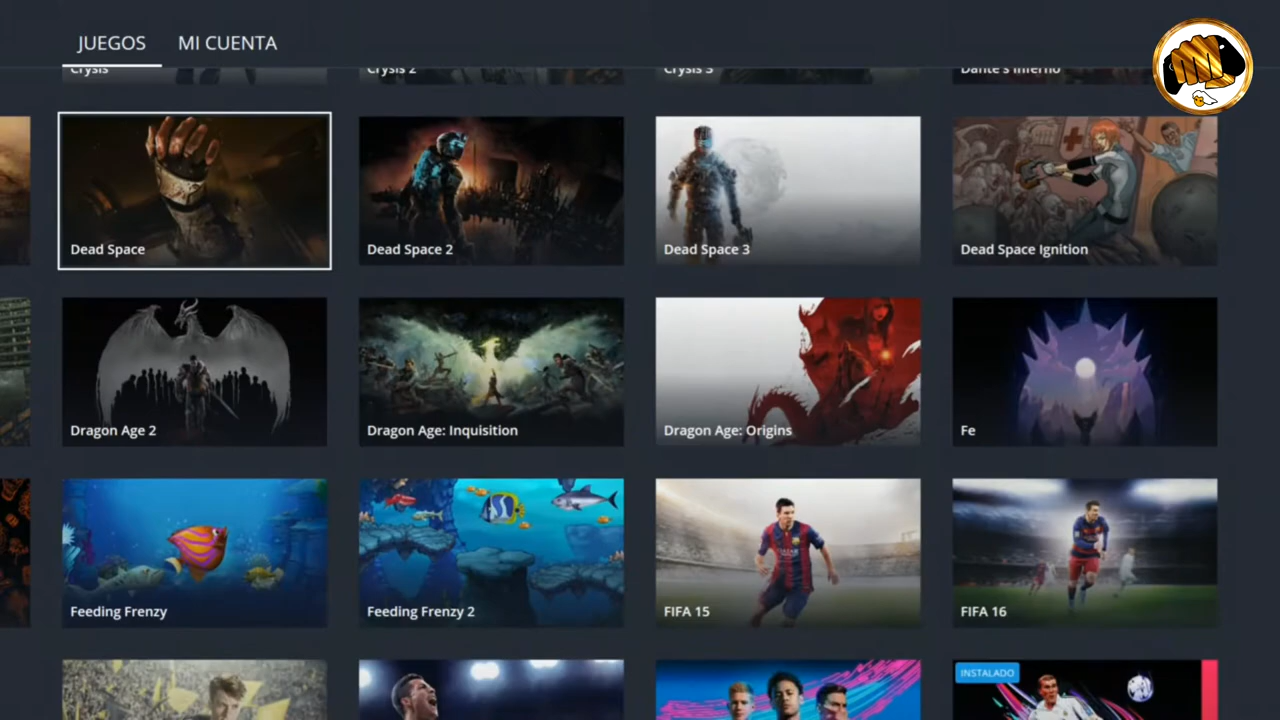 JUEGOS MI CUENTA
Crysis
Crysis 2
Crysis 3
Dante's Inferno
Dead Space
Dead Space 2
Dead Space 3
Dead Space Ignition
Dragon Age 2
Dragon Age: Inquisition
Dragon Age: Origins
Fe
Feeding Frenzy
Feeding Frenzy 2
FIFA 15
FIFA 16
INSTALADO